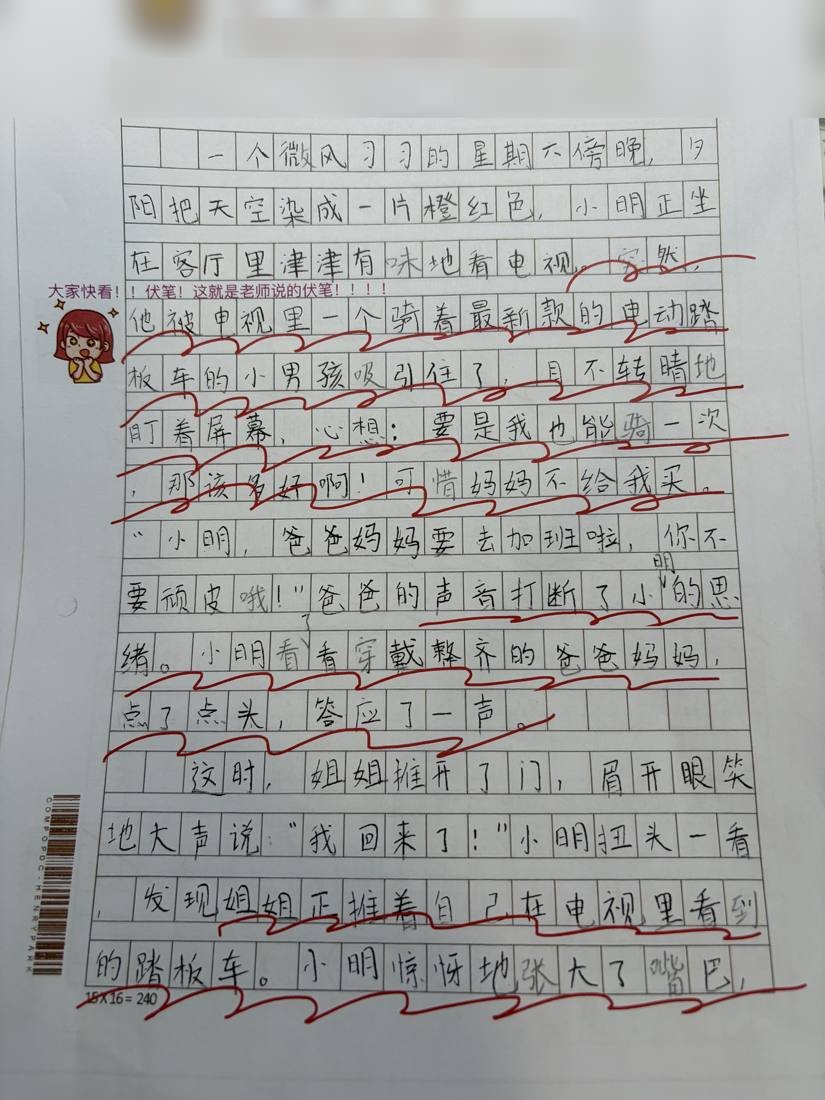 一个微风习习的星期六傍晚，夕
阳把天空染成一片橙红色，小明正坐
在客厅里津津有味地看电视。突然，
大家快看！！伏笔！这就是老师说的伏笔！！！！
他被电视里一个骑着最新款的电动踏
板车的小男孩吸引住了，目不转睛地
盯着屏幕，心想：要是我也能骑一次
，那该多好啊！可惜妈妈不给我买。
“小明，爸爸妈妈要去加班啦，你不
要顽皮哦！”爸爸的声音打断了小明的思
绪。小明看了看穿戴整齐的爸爸妈妈，
点了点头，答应了一声。
这时，姐姐推开了门，眉开眼笑
地大声说：“我回来了！”小明扭头一看
，发现姐姐正推着自己在电视里看到
的踏板车。小明惊讶地张大了嘴巴，
15X16=240
COMPOPDC-HENRYPARK